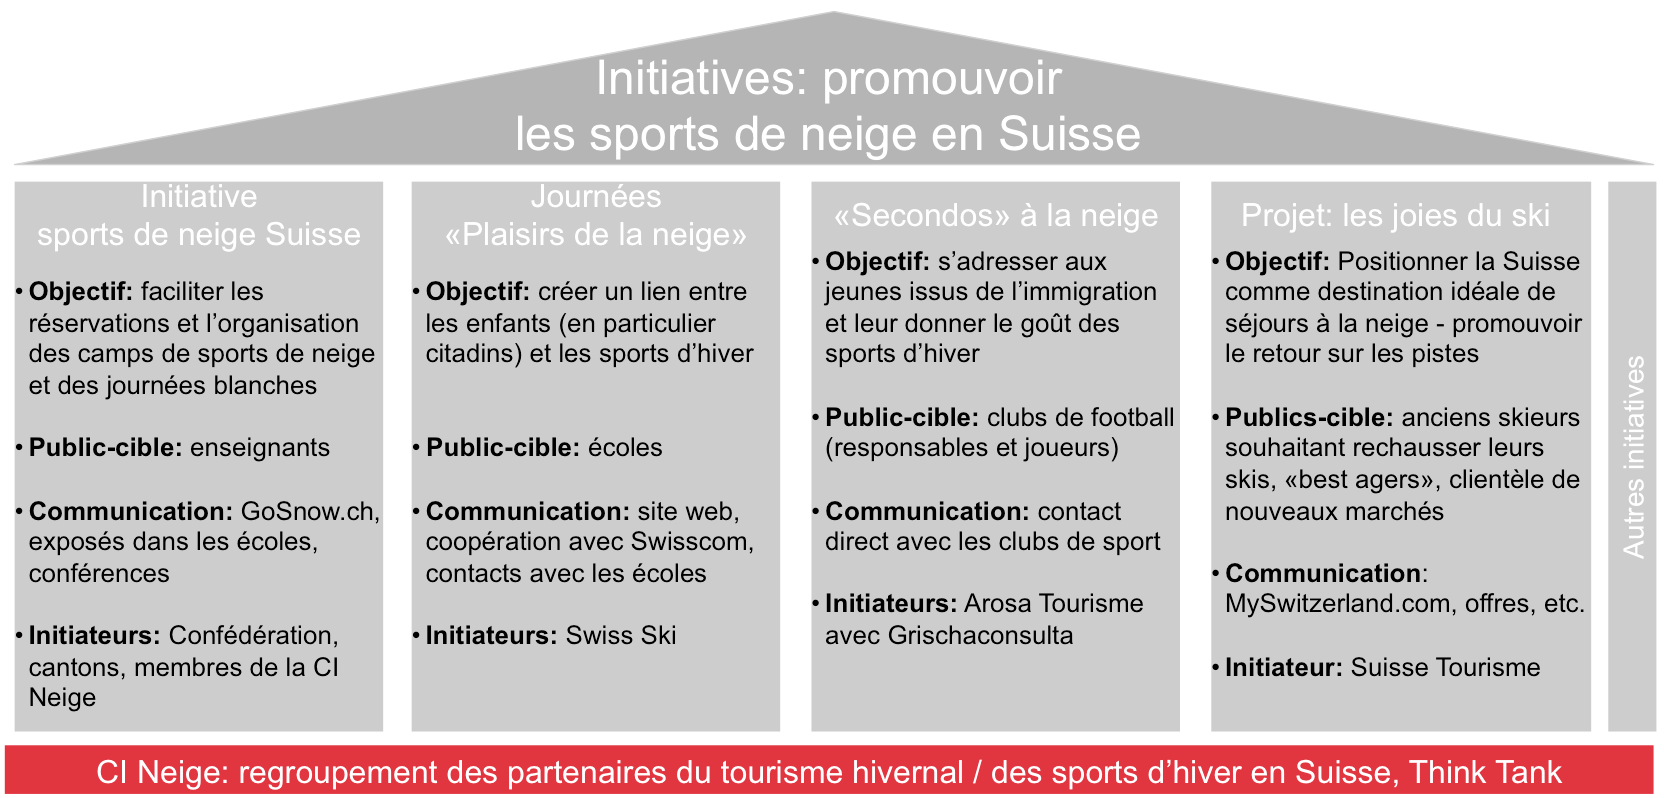 Initiatives: promouvoir
les sports de neige en Suisse
Initiative
sports de neige Suisse
• Objectif: faciliter les
réservations et l’organisation
des camps de sports de neige
et des journées blanches
• Public-cible: enseignants
• Communication: GoSnow.ch,
exposés dans les écoles,
conférences
• Initiateurs: Confédération,
cantons, membres de la CI
Neige
Journées
«Plaisirs de la neige»
• Objectif: créer un lien entre
les enfants (en particulier
citadins) et les sports d’hiver
• Public-cible: écoles
• Communication: site web,
coopération avec Swisscom,
contacts avec les écoles
• Initiateurs: Swiss Ski
«Secondos» à la neige
• Objectif: s’adresser aux
jeunes issus de l’immigration
et leur donner le goût des
sports d’hiver
• Public-cible: clubs de football
(responsables et joueurs)
• Communication: contact
direct avec les clubs de sport
• Initiateurs: Arosa Tourisme
avec Grischaconsulta
Projet: les joies du ski
• Objectif: Positionner la Suisse
comme destination idéale de
séjours à la neige - promouvoir
le retour sur les pistes
• Publics-cible: anciens skieurs
souhaitant rechausser leurs
skis, «best agers», clientèle de
nouveaux marchés
• Communication:
MySwitzerland.com, offres, etc.
• Initiateur: Suisse Tourisme
Autres initiatives
CI Neige: regroupement des partenaires du tourisme hivernal / des sports d’hiver en Suisse, Think Tank